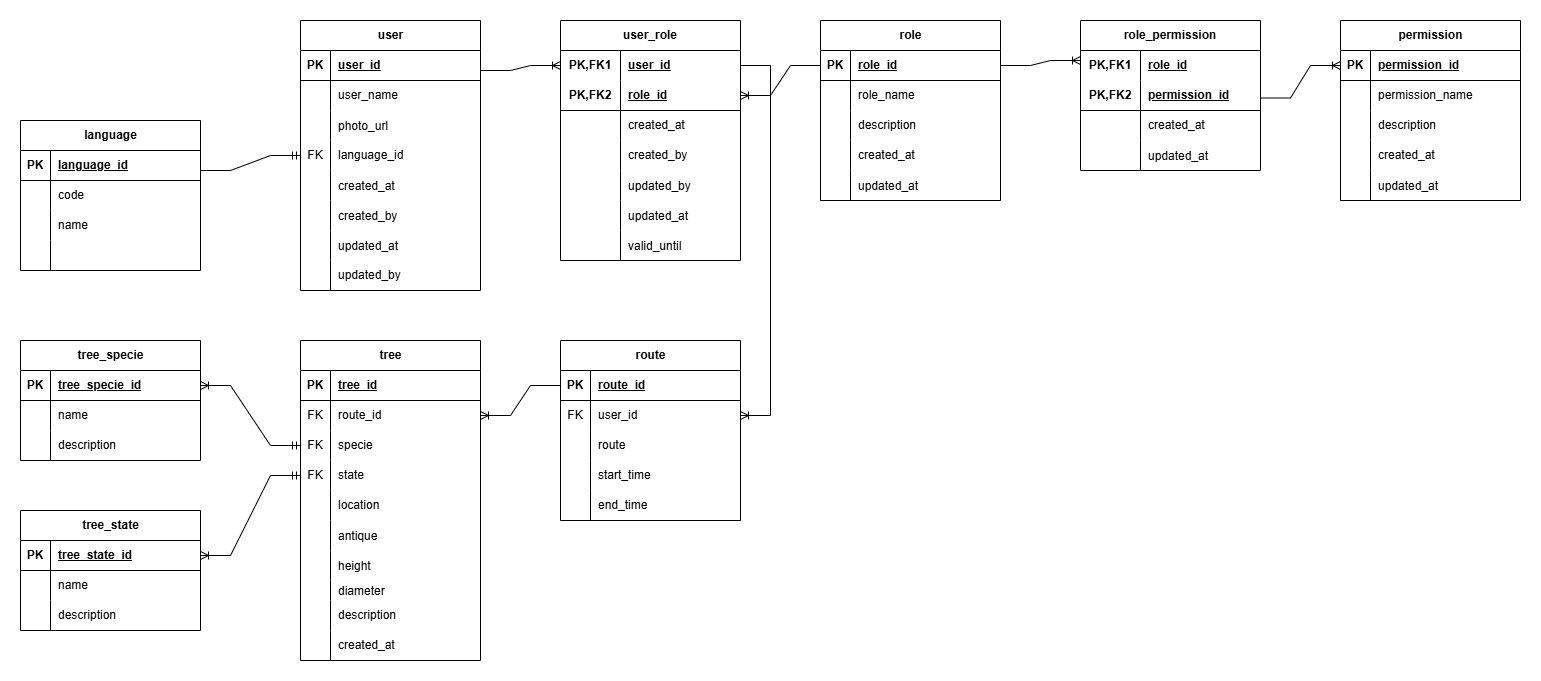 user
PK user_id
user_name
photo_url
FK language_id
created_at
created_by
updated_at
updated_by
user_role
PK,FK1 user_id
PK,FK2 role_id
created_at
created_by
updated_by
updated_at
valid_until
role
PK role_id
role_name
description
created_at
updated_at
role_permission
PK,FK1 role_id
PK,FK2 permission_id
created_at
updated_at
permission
PK permission_id
permission_name
description
created_at
updated_at
language
PK language_id
code
name
tree_specie
PK tree_specie_id
name
description
tree
PK tree_id
FK route_id
FK specie
FK state
location
antique
height
diameter
description
created_at
route
PK route_id
FK user_id
route
start_time
end_time
tree_state
PK tree_state_id
name
description